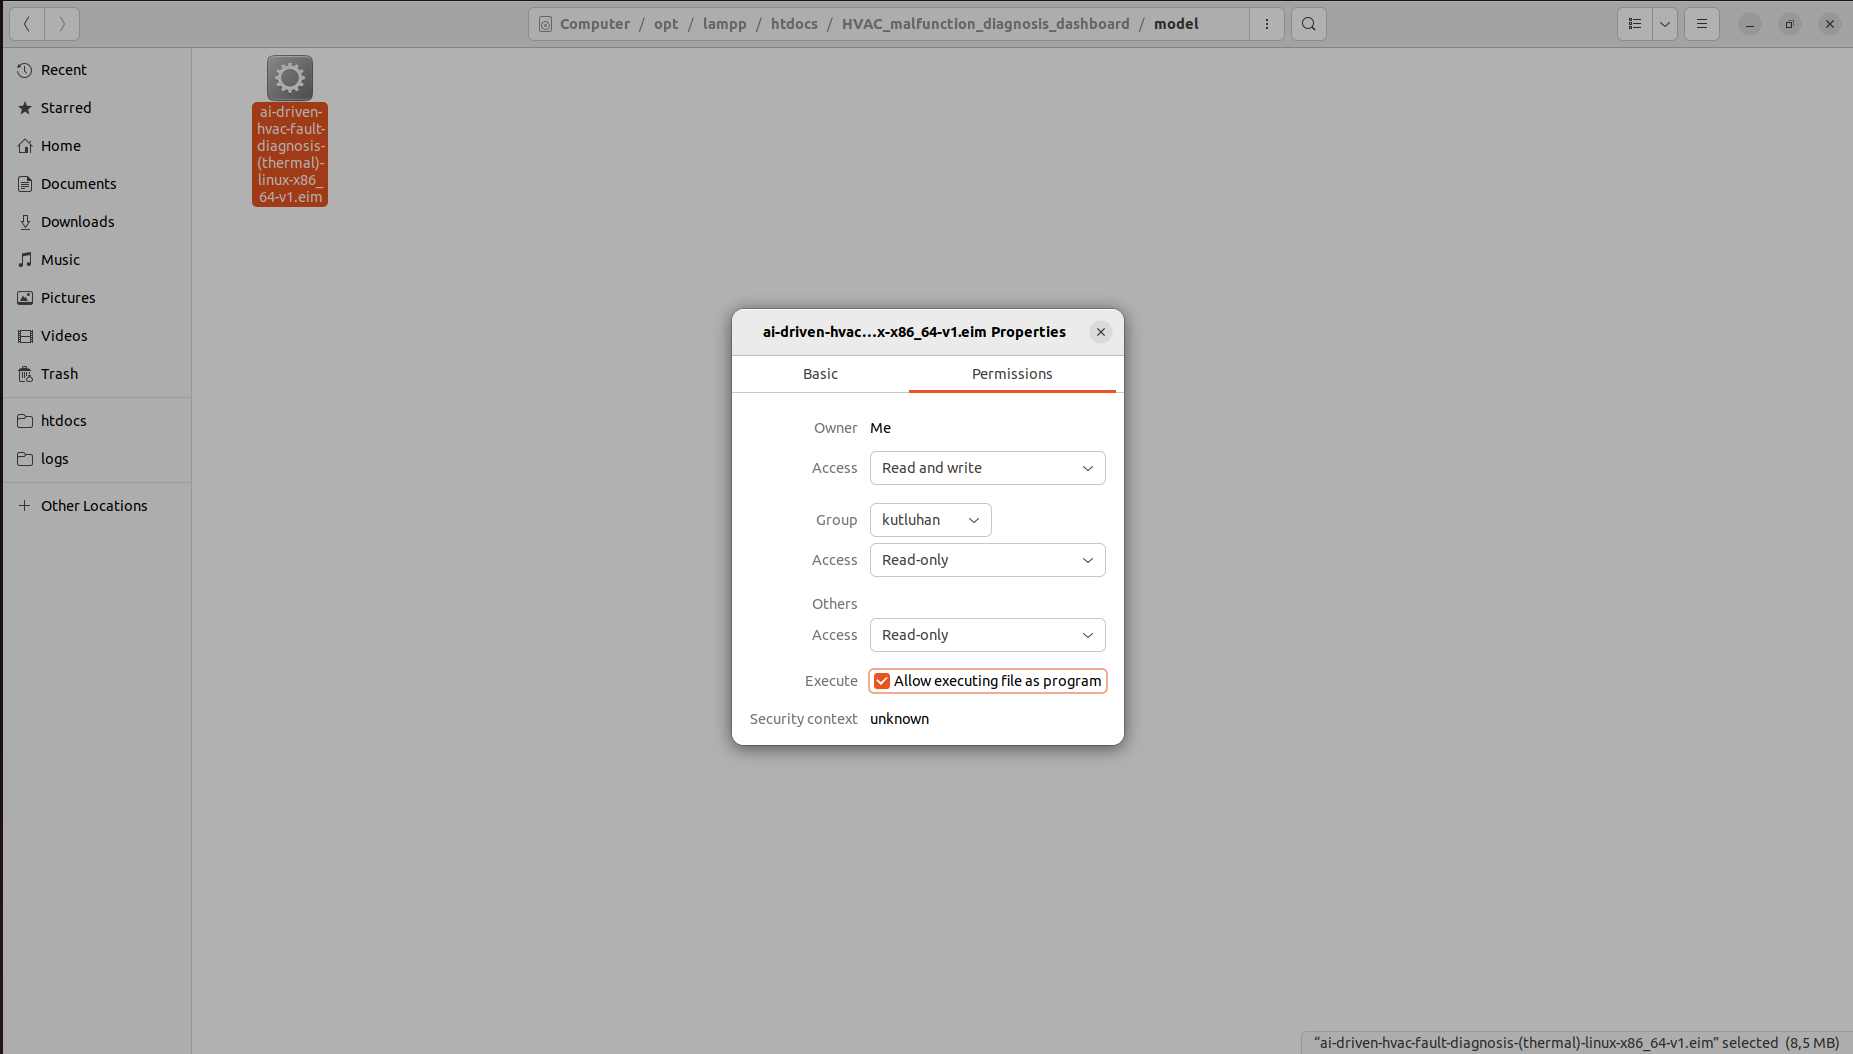 Computer / opt / lampp / htdocs / HVAC_malfunction_diagnosis_dashboard / model
Recent
Starred
Home
Documents
Downloads
Music
Pictures
Videos
Trash
htdocs
logs
Other Locations
ai-driven-
hvac-fault-
diagnosis-
(thermal)-
linux-x86_
64-v1.eim
ai-driven-hvac...x-x86_64-v1.eim Properties
Basic Permissions
Owner Me
Access Read and write
Group kutluhan
Access Read-only
Others
Access Read-only
Execute Allow executing file as program
Security context unknown
“ai-driven-hvac-fault-diagnosis-(thermal)-linux-x86_64-v1.eim” selected (8,5 MB)